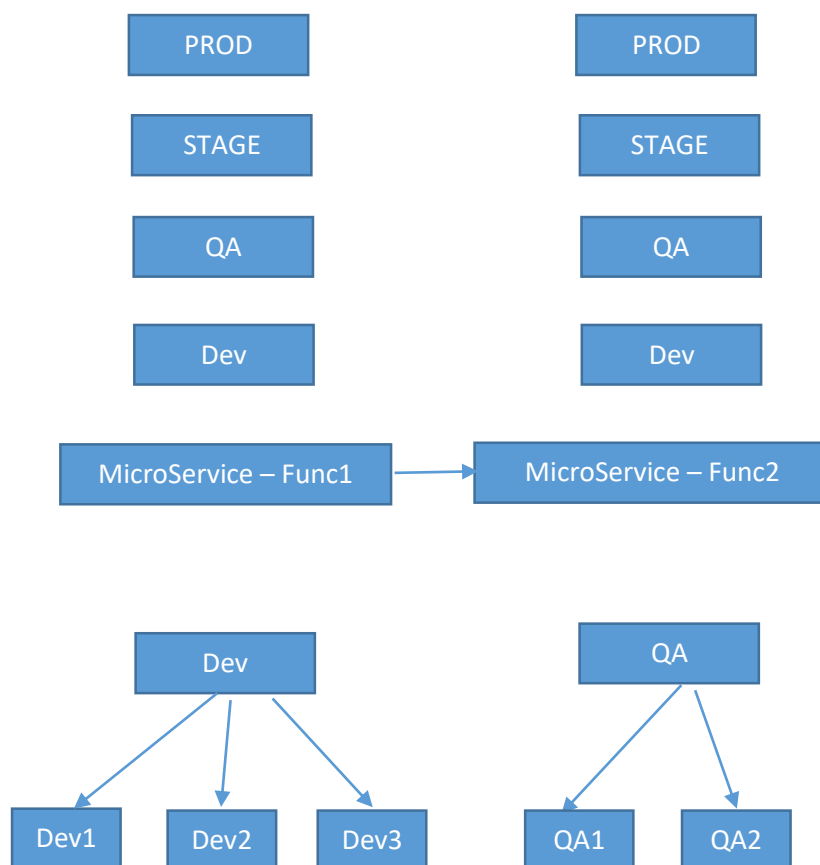 PROD
PROD
STAGE
STAGE
QA
QA
Dev
Dev
MicroService – Func1
MicroService – Func2
Dev
QA
Dev1
Dev2
Dev3
QA1
QA2